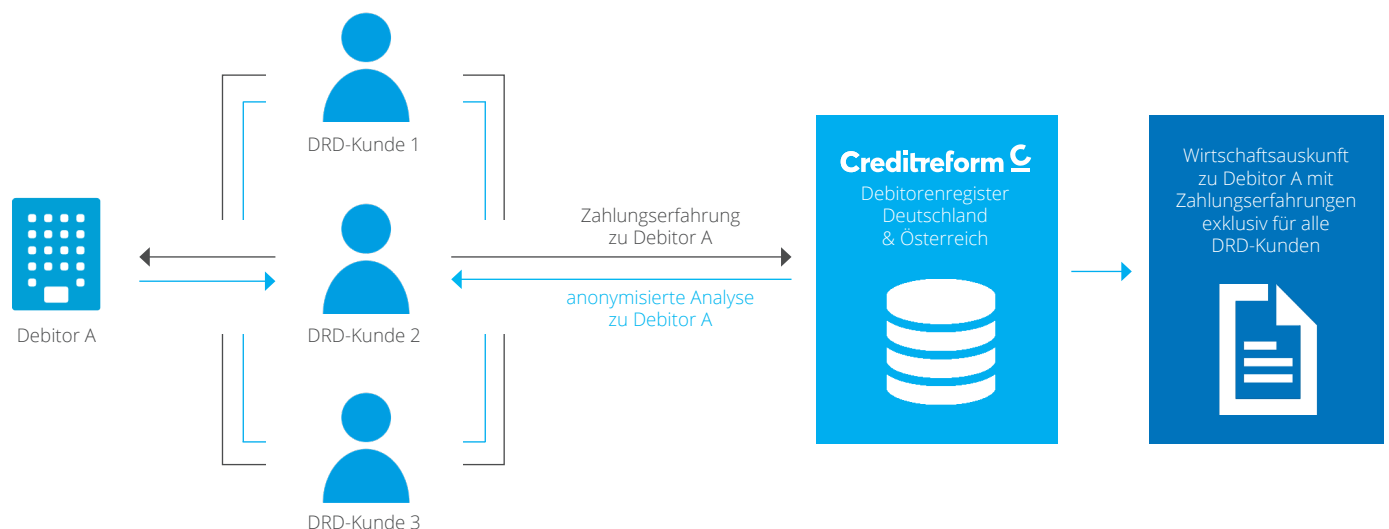 DRD-Kunde 1
Debitor A
DRD-Kunde 2
DRD-Kunde 3
Zahlungserfahrung
zu Debitor A
anonymisierte Analyse
zu Debitor A
Creditreform C
Debitorenregister
Deutschland
& Österreich
Wirtschaftsauskunft
zu Debitor A mit
Zahlungserfahrungen
exklusiv für alle
DRD-Kunden